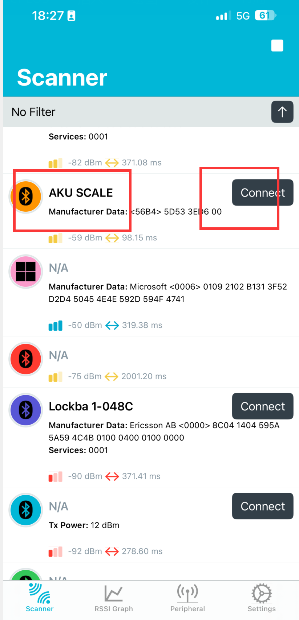 18:27
5G 61
Scanner
No Filter
Services: 0001
-82 dBm 371.08 ms
AKU SCALE
Connect
Manufacturer Data: <56B4> 5D53 3ED6 00
-59 dBm 98.15 ms
N/A
Manufacturer Data: Microsoft <0006> 0109 2102 B131 3F52
D2D4 5045 4E4E 592D 594F 4741
-50 dBm 319.38 ms
N/A
-75 dBm 2001.20 ms
Lockba 1-048C
Connect
Manufacturer Data: Ericsson AB <0000> 8C04 1404 595A
5A59 4C4B 0100 0400 0100 0000
Services: 0001
-90 dBm 371.41 ms
N/A
Connect
Tx Power: 12 dBm
-92 dBm 278.60 ms
N/A
Scanner
RSSI Graph
Peripheral
Settings